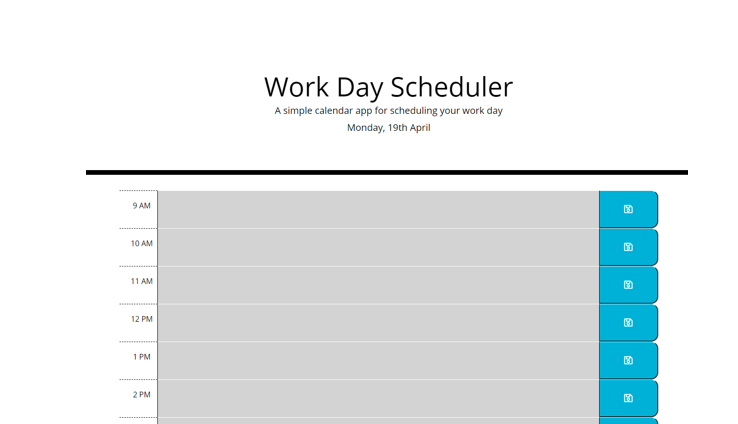 Work Day Scheduler
A simple calendar app for scheduling your work day
Monday, 19th April
9 AM
10 AM
11 AM
12 PM
1 PM
2 PM